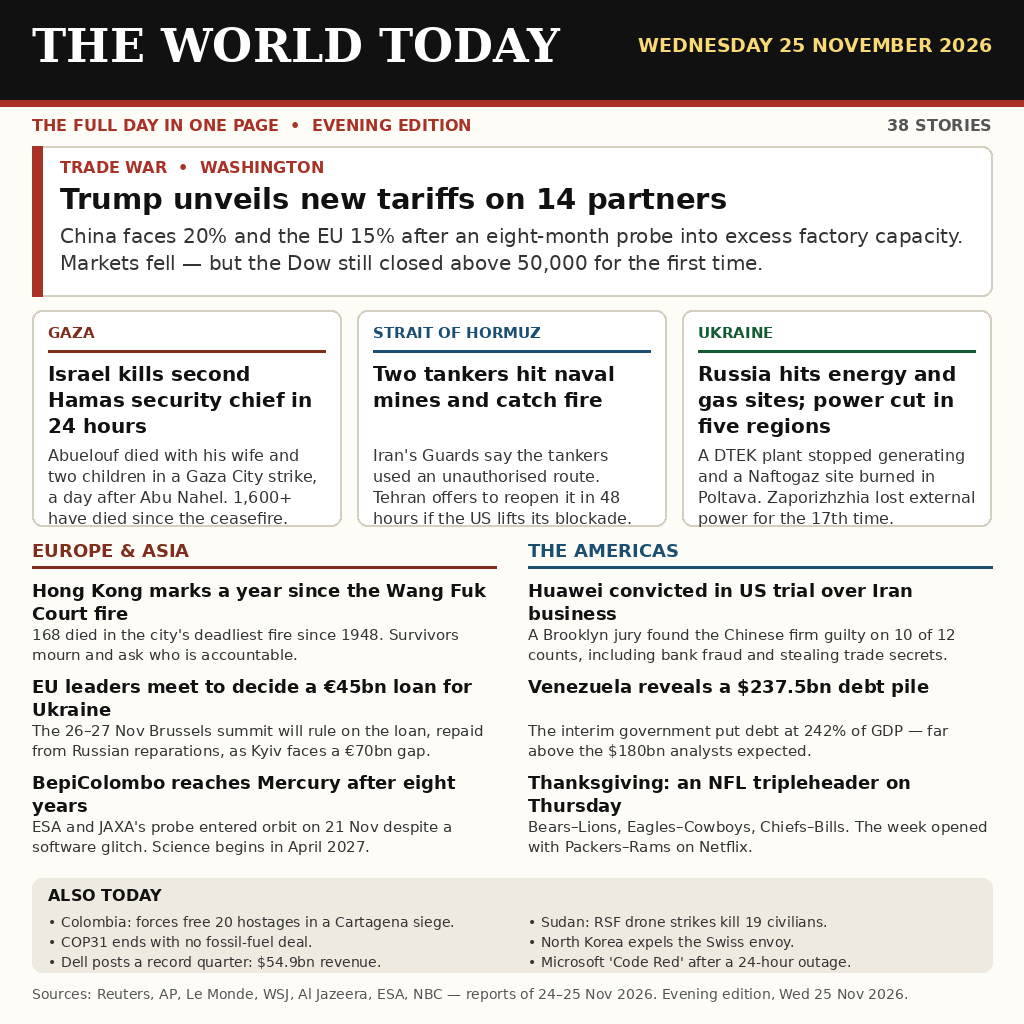 THE WORLD TODAY
WEDNESDAY 25 NOVEMBER 2026
THE FULL DAY IN ONE PAGE • EVENING EDITION
38 STORIES
TRADE WAR • WASHINGTON
Trump unveils new tariffs on 14 partners
China faces 20% and the EU 15% after an eight-month probe into excess factory capacity.
Markets fell — but the Dow still closed above 50,000 for the first time.
GAZA
Israel kills second
Hamas security chief in
24 hours
Abuelouf died with his wife and
two children in a Gaza City strike,
a day after Abu Nahel. 1,600+
have died since the ceasefire.
STRAIT OF HORMUZ
Two tankers hit naval
mines and catch fire
Iran's Guards say the tankers
used an unauthorised route.
Tehran offers to reopen it in 48
hours if the US lifts its blockade.
UKRAINE
Russia hits energy and
gas sites; power cut in
five regions
A DTEK plant stopped generating
and a Naftogaz site burned in
Poltava. Zaporizhzhia lost external
power for the 17th time.
EUROPE & ASIA
Hong Kong marks a year since the Wang Fuk
Court fire
168 died in the city's deadliest fire since 1948. Survivors
mourn and ask who is accountable.
EU leaders meet to decide a €45bn loan for
Ukraine
The 26–27 Nov Brussels summit will rule on the loan, repaid
from Russian reparations, as Kyiv faces a €70bn gap.
BepiColombo reaches Mercury after eight
years
ESA and JAXA's probe entered orbit on 21 Nov despite a
software glitch. Science begins in April 2027.
THE AMERICAS
Huawei convicted in US trial over Iran
business
A Brooklyn jury found the Chinese firm guilty on 10 of 12
counts, including bank fraud and stealing trade secrets.
Venezuela reveals a $237.5bn debt pile
The interim government put debt at 242% of GDP — far
above the $180bn analysts expected.
Thanksgiving: an NFL tripleheader on
Thursday
Bears–Lions, Eagles–Cowboys, Chiefs–Bills. The week opened
with Packers–Rams on Netflix.
ALSO TODAY
• Colombia: forces free 20 hostages in a Cartagena siege.
• COP31 ends with no fossil-fuel deal.
• Dell posts a record quarter: $54.9bn revenue.
• Sudan: RSF drone strikes kill 19 civilians.
• North Korea expels the Swiss envoy.
• Microsoft 'Code Red' after a 24-hour outage.
Sources: Reuters, AP, Le Monde, WSJ, Al Jazeera, ESA, NBC — reports of 24–25 Nov 2026. Evening edition, Wed 25 Nov 2026.